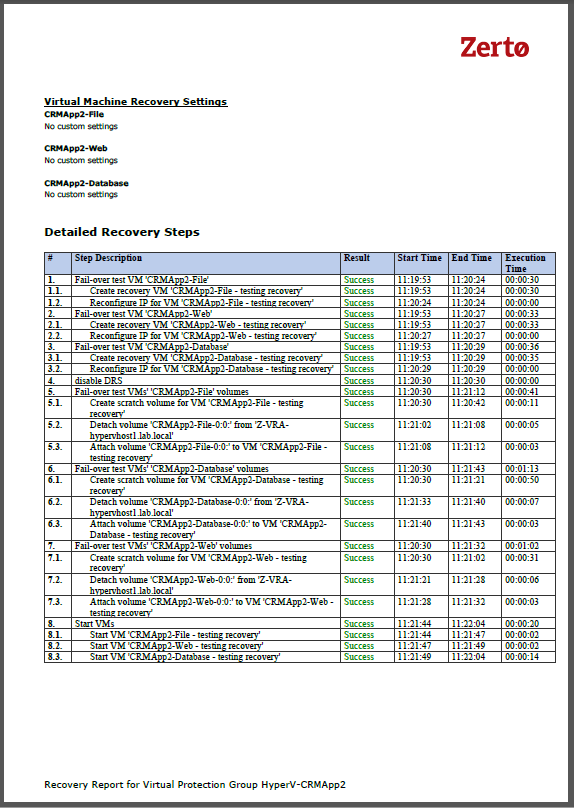 Zertø
Virtual Machine Recovery Settings
CRMApp2-File
No custom settings
CRMApp2-Web
No custom settings
CRMApp2-Database
No custom settings
Detailed Recovery Steps
# Step Description Result Start Time End Time Execution
Time
1. Fail-over test VM 'CRMApp2-File' Success 11:19:53 11:20:24 00:00:30
1.1. Create recovery VM 'CRMApp2-File - testing recovery' Success 11:19:53 11:20:24 00:00:30
1.2. Reconfigure IP for VM 'CRMApp2-File - testing recovery' Success 11:20:24 11:20:24 00:00:00
2. Fail-over test VM 'CRMApp2-Web' Success 11:19:53 11:20:27 00:00:33
2.1. Create recovery VM 'CRMApp2-Web - testing recovery' Success 11:19:53 11:20:27 00:00:33
2.2. Reconfigure IP for VM 'CRMApp2-Web - testing recovery' Success 11:20:27 11:20:27 00:00:00
3. Fail-over test VM 'CRMApp2-Database' Success 11:19:53 11:20:29 00:00:36
3.1. Create recovery VM 'CRMApp2-Database - testing recovery' Success 11:19:53 11:20:29 00:00:35
3.2. Reconfigure IP for VM 'CRMApp2-Database - testing recovery' Success 11:20:29 11:20:29 00:00:00
4. disable DRS Success 11:20:30 11:20:30 00:00:00
5. Fail-over test VMs' 'CRMApp2-File' volumes Success 11:20:30 11:21:12 00:00:41
5.1. Create scratch volume for VM 'CRMApp2-File - testing Success 11:20:30 11:20:42 00:00:11
recovery'
5.2. Detach volume 'CRMApp2-File-0:0:' from 'Z-VRA- Success 11:21:02 11:21:08 00:00:05
hypervhost1.lab.local'
5.3. Attach volume 'CRMApp2-File-0:0:' to VM 'CRMApp2-File - Success 11:21:08 11:21:12 00:00:03
testing recovery'
6. Fail-over test VMs' 'CRMApp2-Database' volumes Success 11:20:30 11:21:43 00:01:13
6.1. Create scratch volume for VM 'CRMApp2-Database - testing Success 11:20:30 11:21:21 00:00:50
recovery'
6.2. Detach volume 'CRMApp2-Database-0:0:' from 'Z-VRA- Success 11:21:33 11:21:40 00:00:07
hypervhost1.lab.local'
6.3. Attach volume 'CRMApp2-Database-0:0:' to VM 'CRMApp2- Success 11:21:40 11:21:43 00:00:03
Database - testing recovery'
7. Fail-over test VMs' 'CRMApp2-Web' volumes Success 11:20:30 11:21:32 00:01:02
7.1. Create scratch volume for VM 'CRMApp2-Web - testing Success 11:20:30 11:21:02 00:00:31
recovery'
7.2. Detach volume 'CRMApp2-Web-0:0:' from 'Z-VRA- Success 11:21:21 11:21:28 00:00:06
hypervhost1.lab.local'
7.3. Attach volume 'CRMApp2-Web-0:0:' to VM 'CRMApp2-Web - Success 11:21:28 11:21:32 00:00:03
testing recovery'
8. Start VMs Success 11:21:44 11:22:04 00:00:20
8.1. Start VM 'CRMApp2-File - testing recovery' Success 11:21:44 11:21:47 00:00:02
8.2. Start VM 'CRMApp2-Web - testing recovery' Success 11:21:47 11:21:49 00:00:02
8.3. Start VM 'CRMApp2-Database - testing recovery' Success 11:21:49 11:22:04 00:00:14
Recovery Report for Virtual Protection Group HyperV-CRMApp2